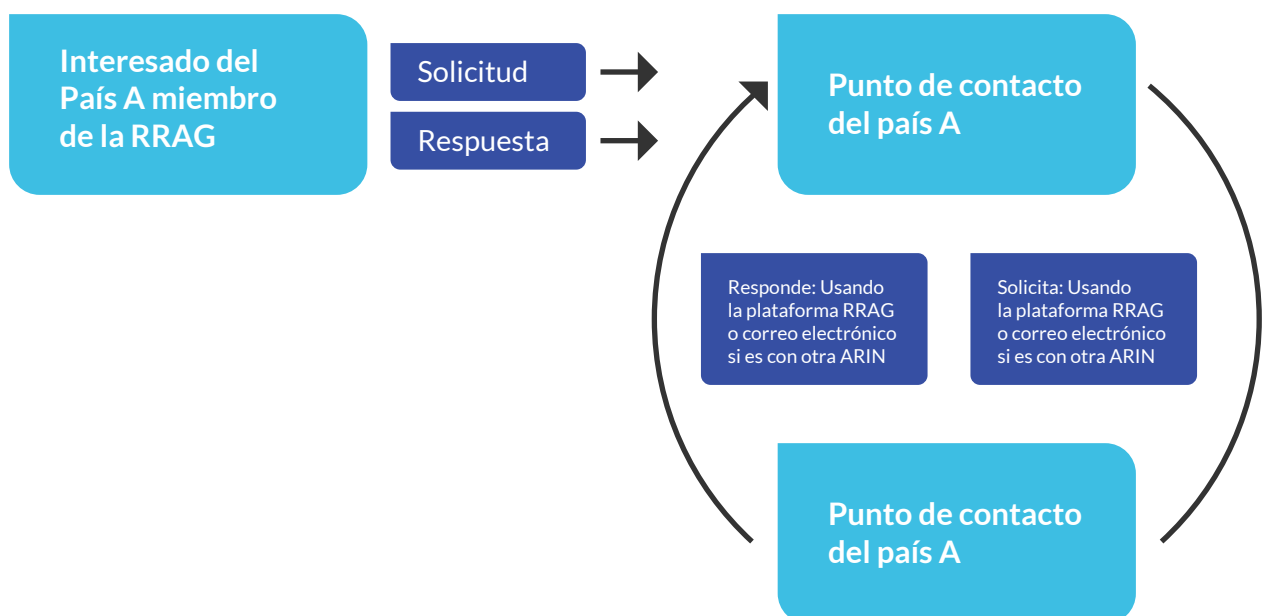 Interesado del
País A miembro
de la RRAG
Solicitud
Respuesta
Punto de contacto
del país A
Responde: Usando
la plataforma RRAG
o correo electrónico
si es con otra ARIN
Solicita: Usando
la plataforma RRAG
o correo electrónico
si es con otra ARIN
Punto de contacto
del país A